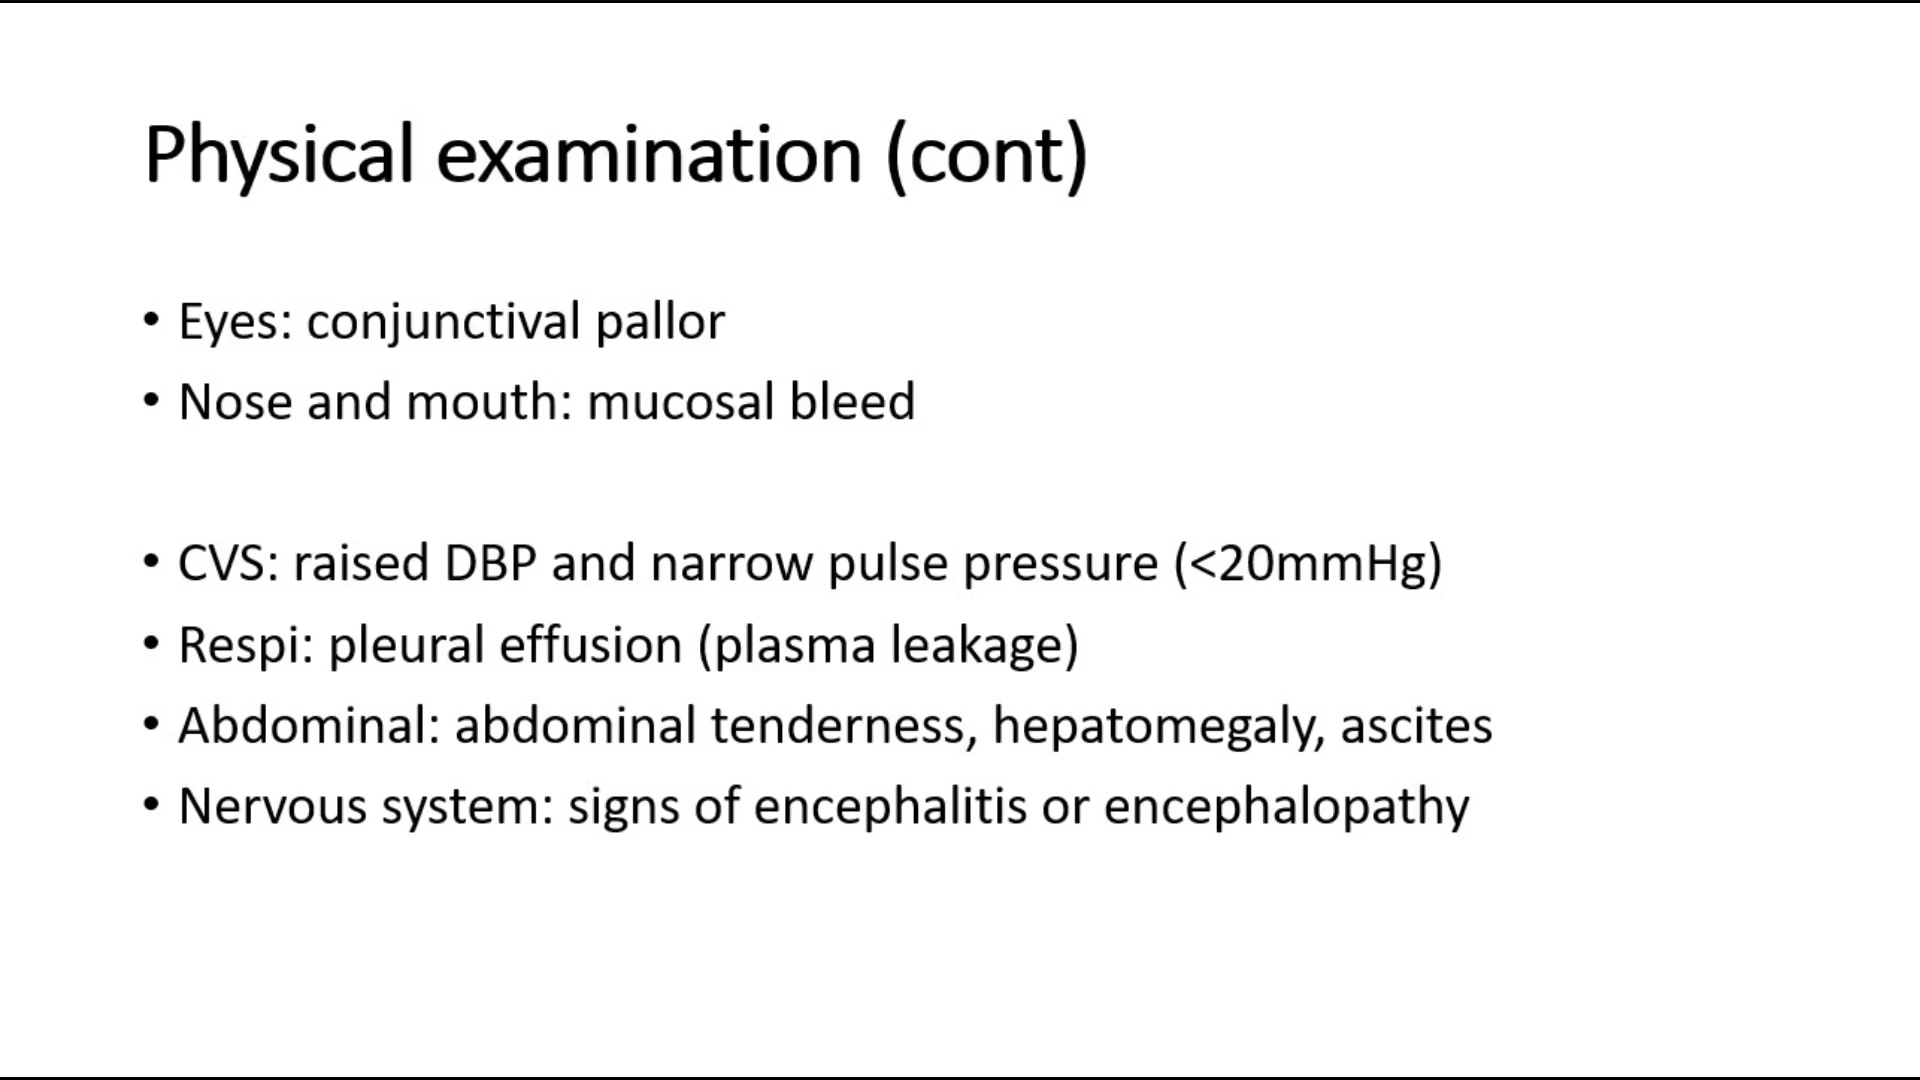 Physical examination (cont)
• Eyes: conjunctival pallor
• Nose and mouth: mucosal bleed
• CVS: raised DBP and narrow pulse pressure (<20mmHg)
• Respi: pleural effusion (plasma leakage)
• Abdominal: abdominal tenderness, hepatomegaly, ascites
• Nervous system: signs of encephalitis or encephalopathy